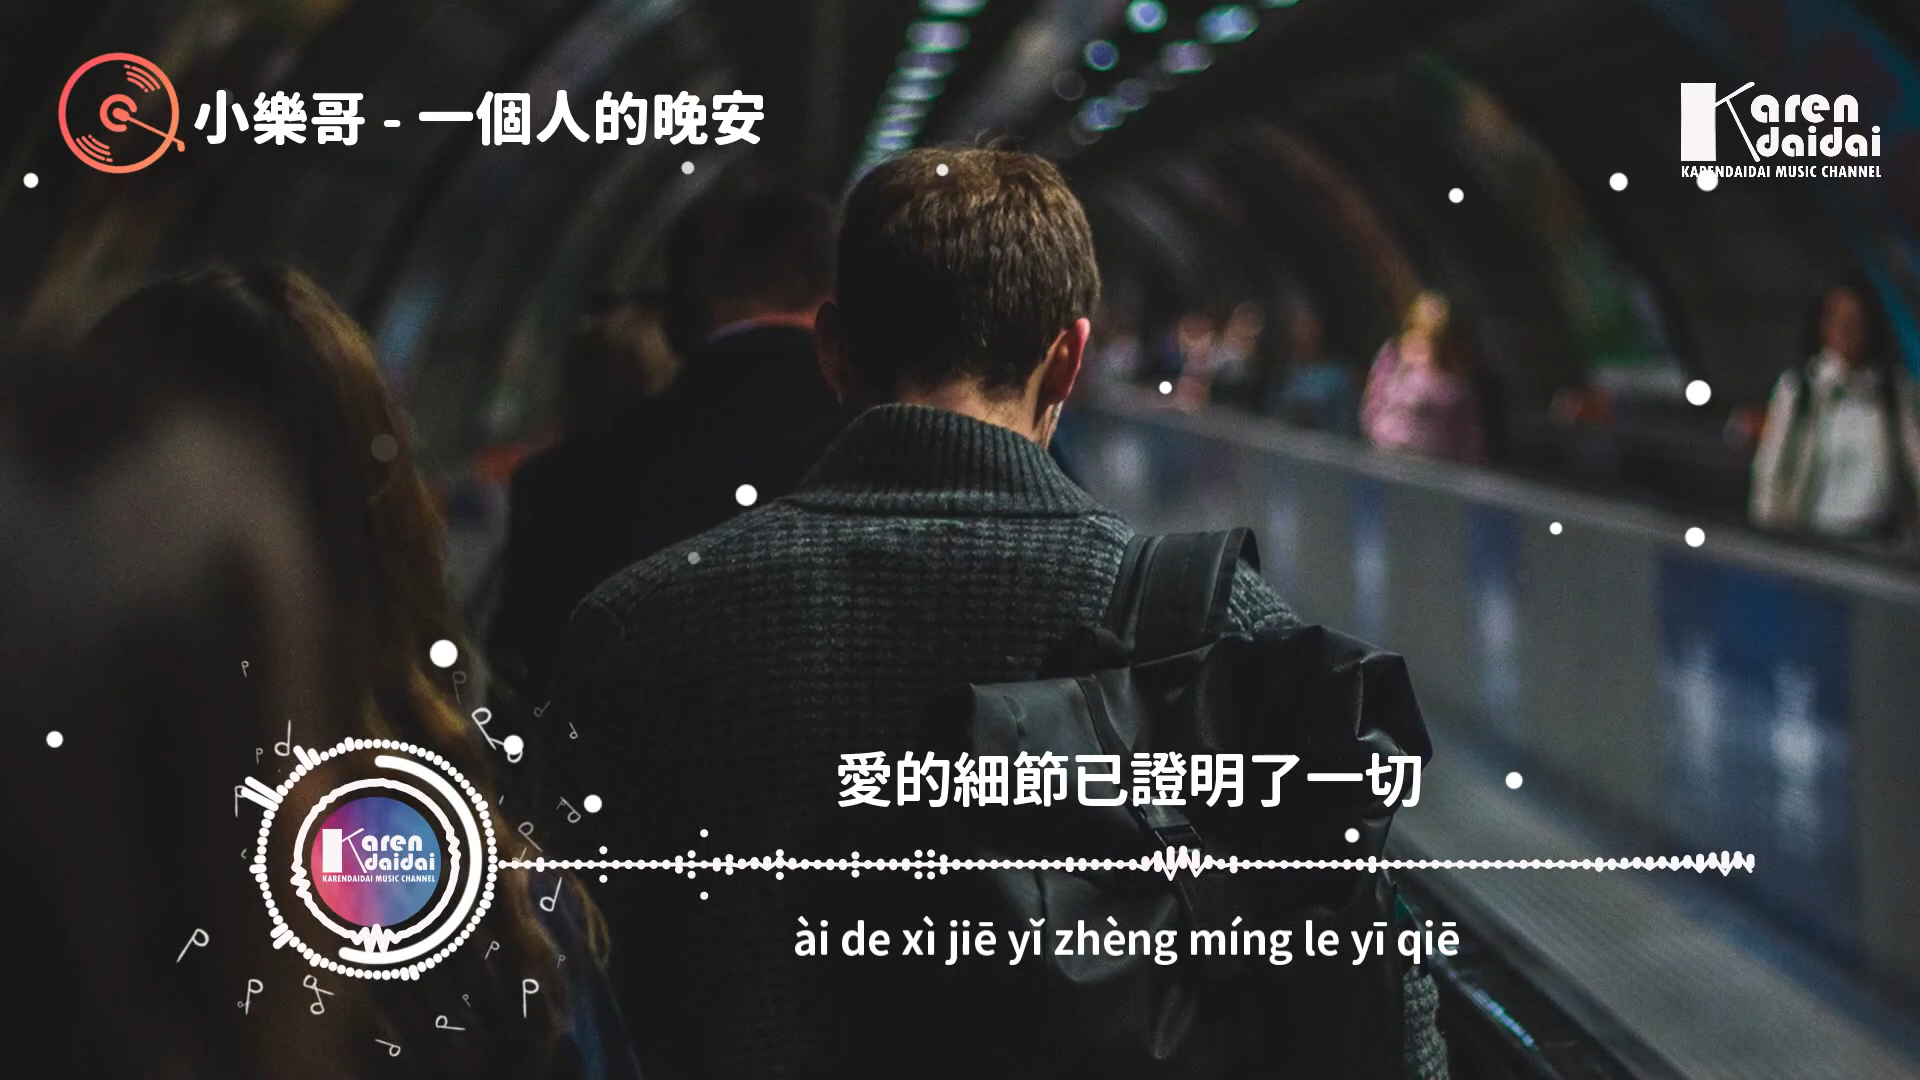 小樂哥 - 一個人的晚安
Karen
daidai
KARENDAIDAI MUSIC CHANNEL
愛的細節已證明了一切
Karen
daidai
KARENDAIDAI MUSIC CHANNEL
ài de xì jiē yǐ zhèng míng le yī qiē